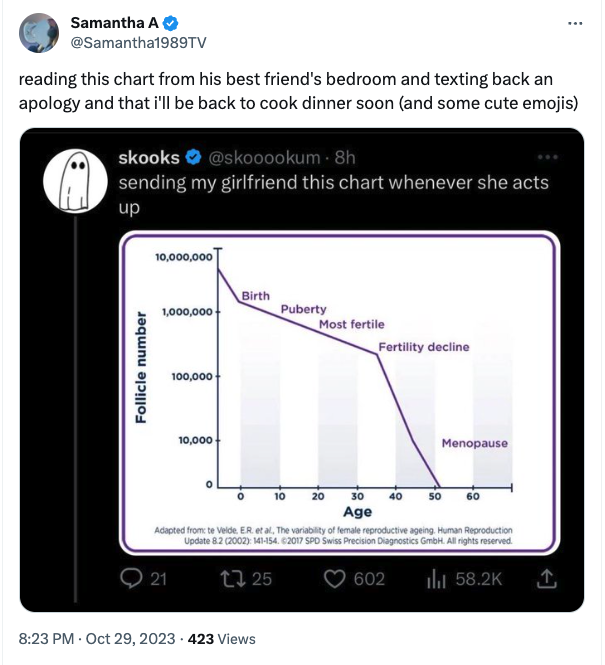 Samantha A
@Samantha1989TV
reading this chart from his best friend's bedroom and texting back an
apology and that i'll be back to cook dinner soon (and some cute emojis)
skooks @skooookum · 8h
sending my girlfriend this chart whenever she acts
up
10,000,000
Birth
Puberty
1,000,000
Most fertile
Fertility decline
Follicle number
100,000
10,000
Menopause
0
0 10 20 30 40 50 60
Age
Adapted from: te Velde, E.R. et al., The variability of female reproductive ageing. Human Reproduction
Update 8.2 (2002): 141-154. ©2017 SPD Swiss Precision Diagnostics GmbH. All rights reserved.
21 25 602 58.2K
8:23 PM · Oct 29, 2023 · 423 Views